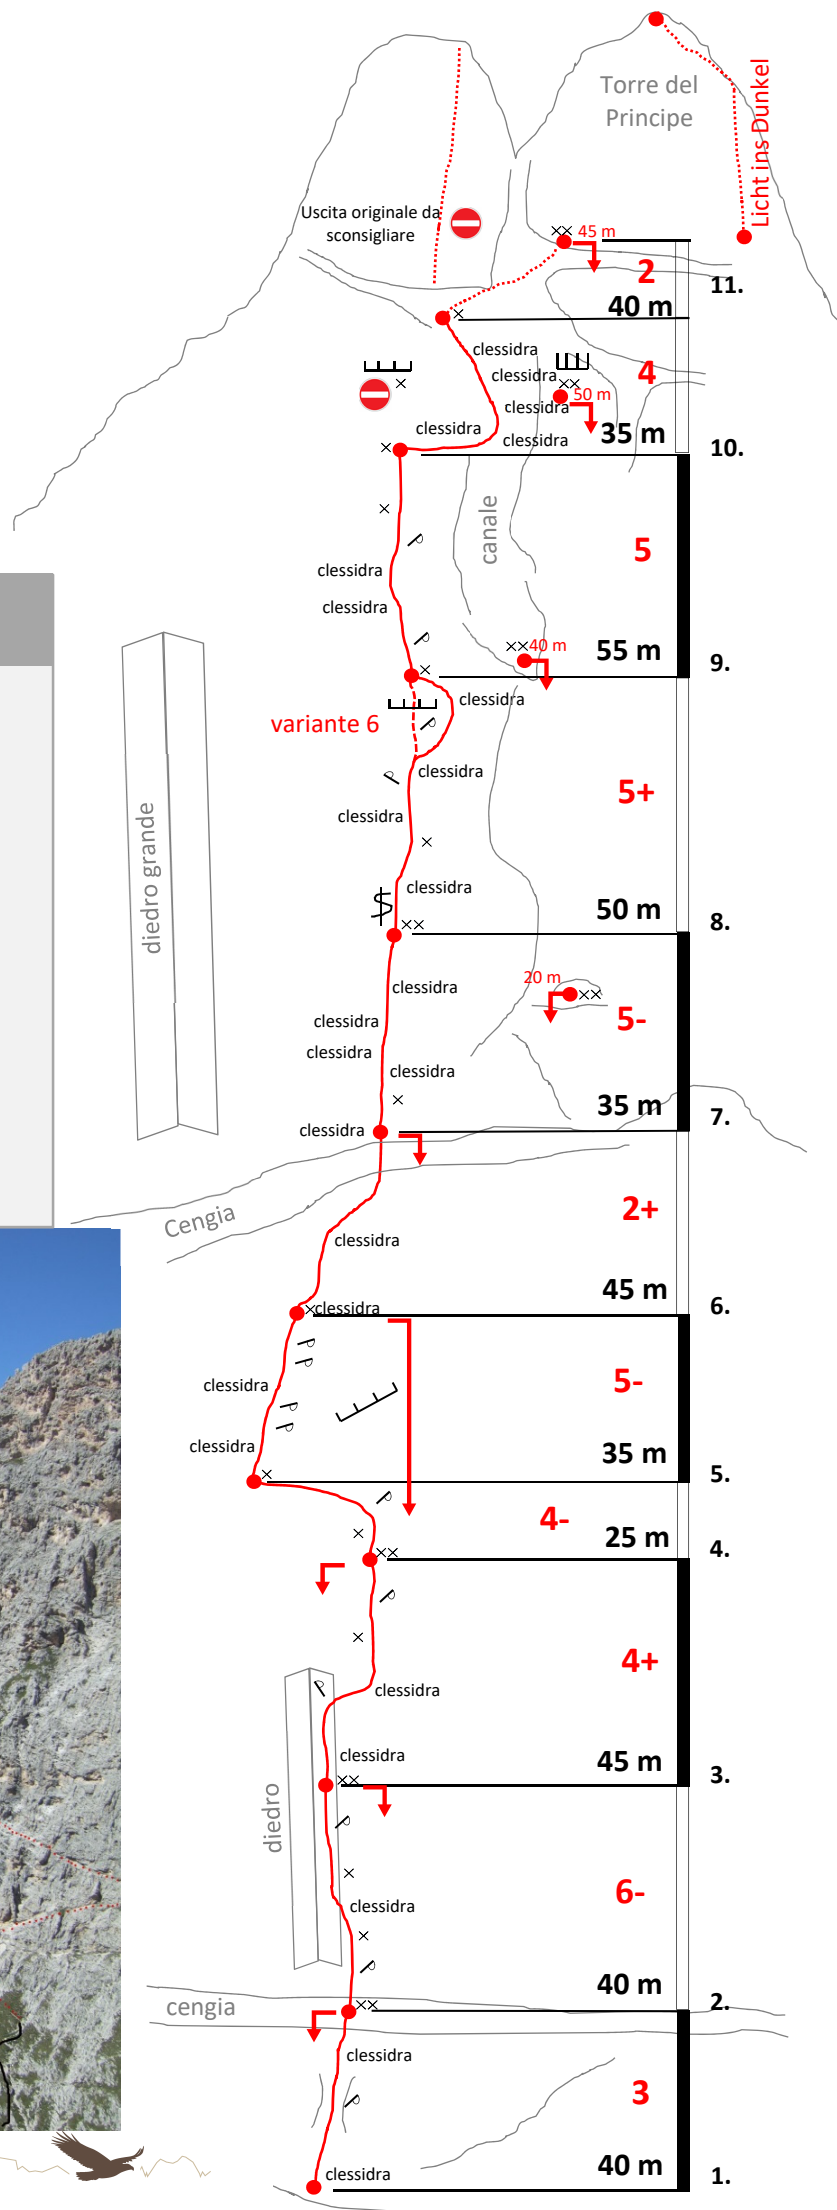 Torre del
Principe
Licht ins Dunkel
Uscita originale da
sconsigliare
45 m
2
11.
40 m
clessidra
4
clessidra
50 m
clessidra
clessidra
clessidra
35 m
10.
canale
5
clessidra
clessidra
40 m
55 m
9.
clessidra
variante 6
clessidra
5+
clessidra
diedro grande
clessidra
50 m
8.
20 m
clessidra
5-
clessidra
clessidra
clessidra
35 m
7.
clessidra
Cengia
2+
clessidra
45 m
6.
clessidra
5-
clessidra
clessidra
35 m
5.
4-
25 m
4.
4+
clessidra
clessidra
45 m
3.
diedro
6-
clessidra
40 m
2.
cengia
clessidra
3
clessidra
40 m
1.